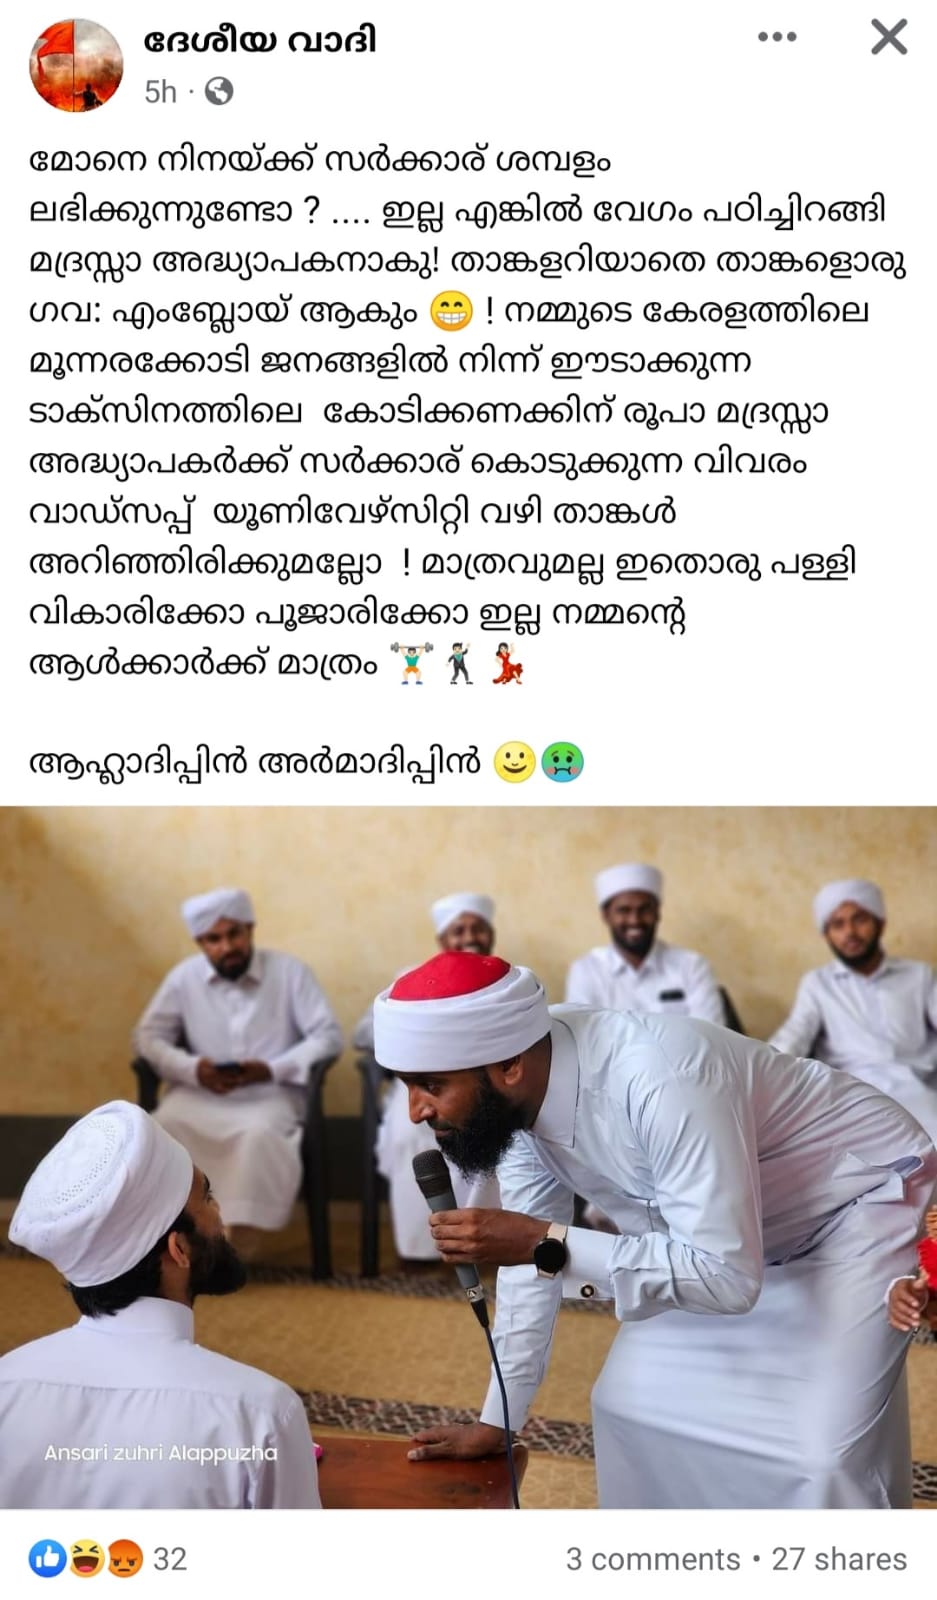 ദേശീയ വാദി
5h ·
മോനെ നിനയ്ക്ക് സർക്കാര് ശമ്പളം
ലഭിക്കുന്നുണ്ടോ ? .... ഇല്ല എങ്കിൽ വേഗം പഠിച്ചിറങ്ങി
മദ്രസ്സാ അദ്ധ്യാപകനാകു! താങ്കളറിയാതെ താങ്കളൊരു
ഗവ: എംബ്ലോയ് ആകും 😁 ! നമ്മുടെ കേരളത്തിലെ
മൂന്നരക്കോടി ജനങ്ങളിൽ നിന്ന് ഈടാക്കുന്ന
ടാക്സിനത്തിലെ കോടിക്കണക്കിന് രൂപാ മദ്രസ്സാ
അദ്ധ്യാപകർക്ക് സർക്കാര് കൊടുക്കുന്ന വിവരം
വാഡ്സപ്പ് യൂണിവേഴ്സിറ്റി വഴി താങ്കൾ
അറിഞ്ഞിരിക്കുമല്ലോ ! മാത്രവുമല്ല ഇതൊരു പള്ളി
വികാരിക്കോ പൂജാരിക്കോ ഇല്ല നമ്മന്റെ
ആൾക്കാർക്ക് മാത്രം 🏋🏻‍♂️🕺🏻💃🏻
ആഹ്ലാദിപ്പിൻ അർമാദിപ്പിൻ 🙂🤢
Ansari zuhri Alappuzha
32
3 comments • 27 shares